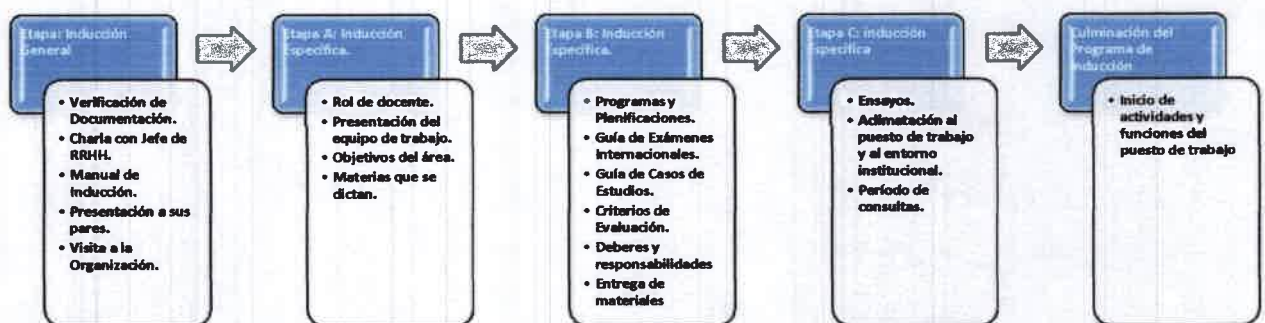 Etapa: Inducción
General
• Verificación de
Documentación.
• Charla con Jefe de
RRHH.
• Manual de
Inducción.
• Presentación a sus
pares.
• Visita a la
Organización.
Etapa A: Inducción
Específica.
• Rol de docente.
• Presentación del
equipo de trabajo.
• Objetivos del área.
• Materias que se
dictan.
Etapa B: Inducción
Específica.
• Programas y
Planificaciones.
• Guía de Exámenes
Internacionales.
• Guía de Casos de
Estudios.
• Criterios de
Evaluación.
• Deberes y
responsabilidades
• Entrega de
materiales
Etapa C: inducción
Específica
• Ensayos.
• Aclimatación al
puesto de trabajo
y al entorno
institucional.
• Período de
consultas.
Culminación del
Programa de
Inducción
• Inicio de
actividades y
funciones del
puesto de trabajo